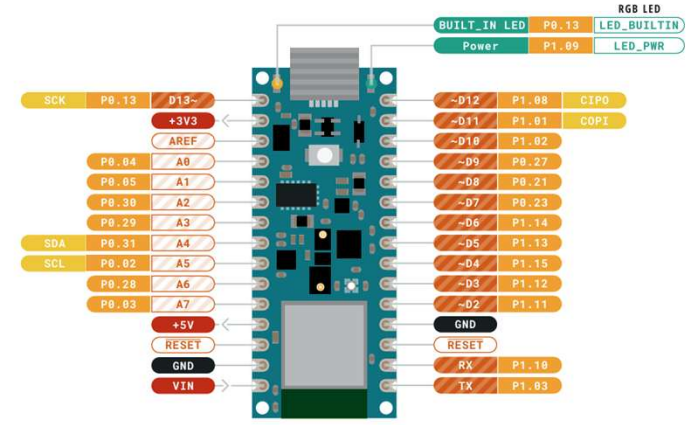 RGB LED
BUILT_IN LED P0.13 LED_BUILTIN
Power P1.09 LED_PWR
SCK P0.13 D13~
+3V3
AREF
P0.04 A0
P0.05 A1
P0.30 A2
P0.29 A3
SDA P0.31 A4
SCL P0.02 A5
P0.28 A6
P0.03 A7
+5V
RESET
GND
VIN
~D12 P1.08 CIPO
~D11 P1.01 COPI
~D10 P1.02
~D9 P0.27
~D8 P0.21
~D7 P0.23
~D6 P1.14
~D5 P1.13
~D4 P1.15
~D3 P1.12
~D2 P1.11
GND
RESET
RX P1.10
TX P1.03